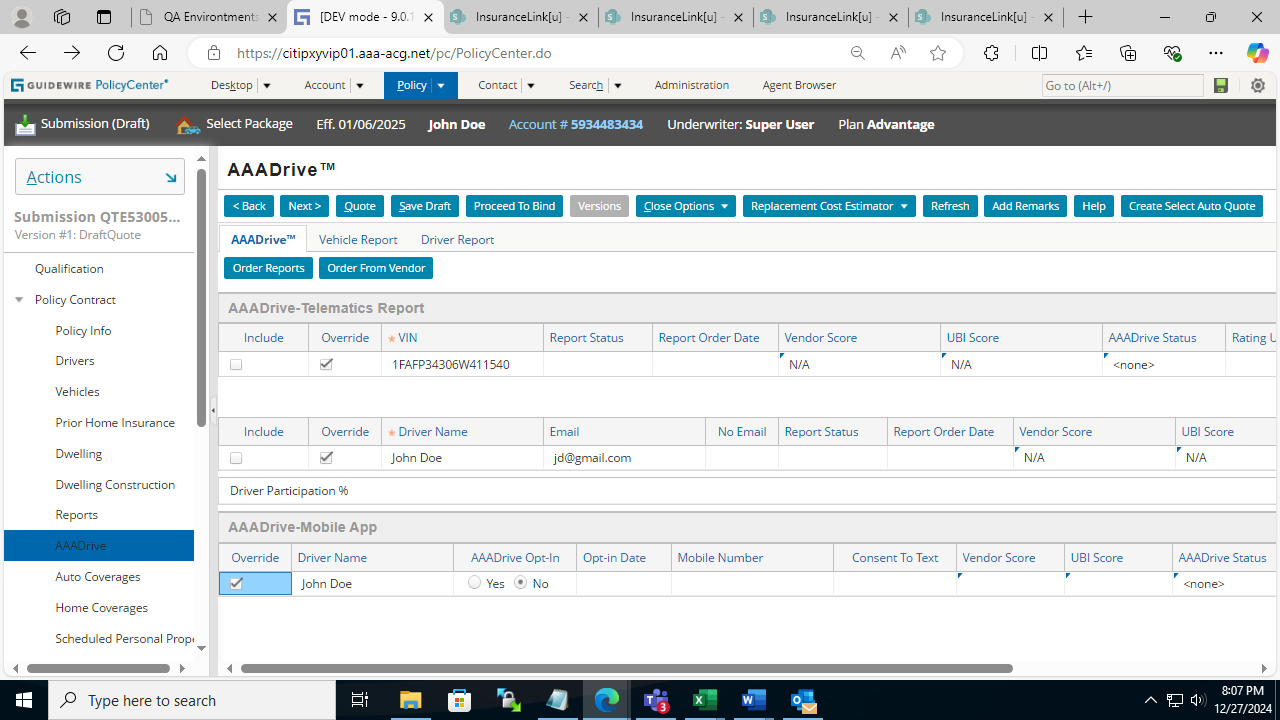 QA Environments
[DEV mode - 9.0.1
InsuranceLink[u] -
InsuranceLink[u] -
InsuranceLink[u] -
InsuranceLink[u] -
https://citipxyvip01.aaa-acg.net/pc/PolicyCenter.do
GUIDEWIRE PolicyCenter®
Desktop
Account
Policy
Contact
Search
Administration
Agent Browser
Go to (Alt+/)
Submission (Draft)
Select Package
Eff. 01/06/2025
John Doe
Account # 5934483434
Underwriter: Super User
Plan Advantage
Actions
Submission QTE53005...
Version #1: DraftQuote
Qualification
Policy Contract
Policy Info
Drivers
Vehicles
Prior Home Insurance
Dwelling
Dwelling Construction
Reports
AAADrive
Auto Coverages
Home Coverages
Scheduled Personal Prope
AAADrive™
< Back
Next >
Quote
Save Draft
Proceed To Bind
Versions
Close Options
Replacement Cost Estimator
Refresh
Add Remarks
Help
Create Select Auto Quote
AAADrive™
Vehicle Report
Driver Report
Order Reports
Order From Vendor
AAADrive-Telematics Report
Include Override * VIN Report Status Report Order Date Vendor Score UBI Score AAADrive Status Rating U
1FAFP34306W411540 N/A N/A <none>
Include Override * Driver Name Email No Email Report Status Report Order Date Vendor Score UBI Score
John Doe jd@gmail.com N/A N/A
Driver Participation %
AAADrive-Mobile App
Override Driver Name AAADrive Opt-In Opt-in Date Mobile Number Consent To Text Vendor Score UBI Score AAADrive Status
John Doe Yes No <none>
Type here to search
3
8:07 PM
12/27/2024